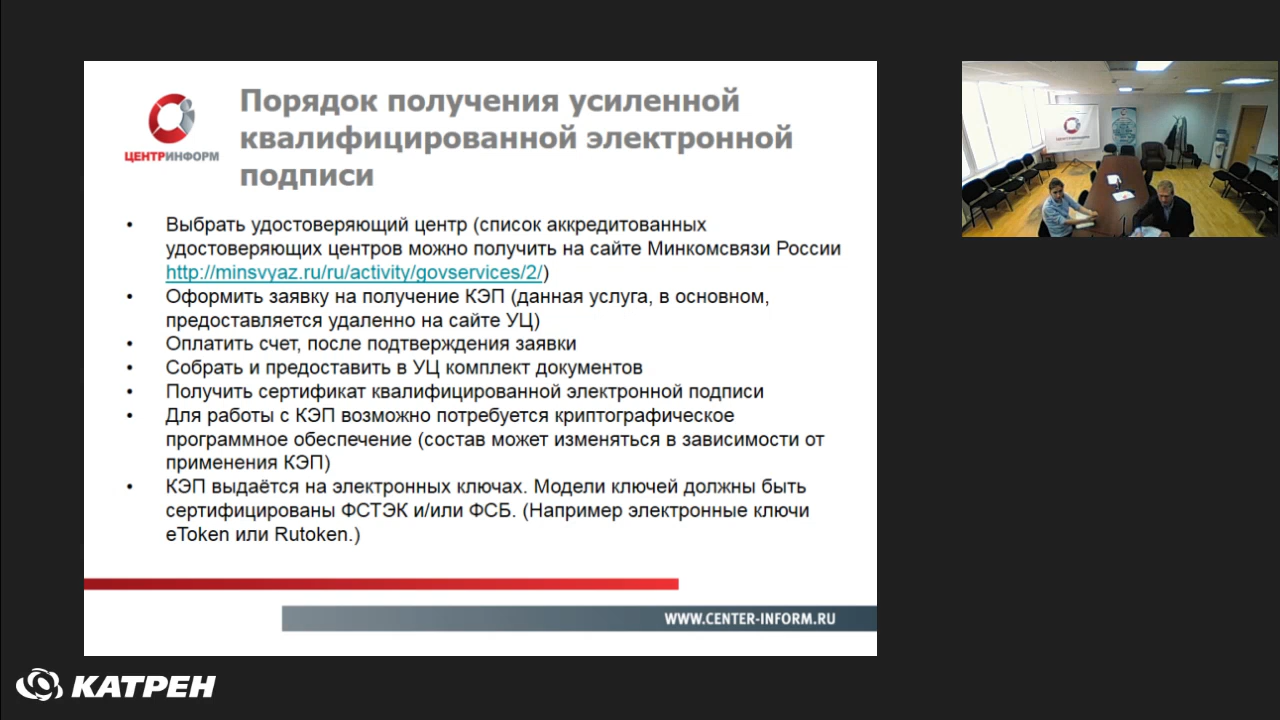 ЦЕНТРИНФОРМ
Порядок получения усиленной
квалифицированной электронной
подписи
• Выбрать удостоверяющий центр (список аккредитованных
удостоверяющих центров можно получить на сайте Минкомсвязи России
http://minsvyaz.ru/ru/activity/govservices/2/)
• Оформить заявку на получение КЭП (данная услуга, в основном,
предоставляется удаленно на сайте УЦ)
• Оплатить счет, после подтверждения заявки
• Собрать и предоставить в УЦ комплект документов
• Получить сертификат квалифицированной электронной подписи
• Для работы с КЭП возможно потребуется криптографическое
программное обеспечение (состав может изменяться в зависимости от
применения КЭП)
• КЭП выдаётся на электронных ключах. Модели ключей должны быть
сертифицированы ФСТЭК и/или ФСБ. (Например электронные ключи
eToken или Rutoken.)
WWW.CENTER-INFORM.RU
КАТРЕН